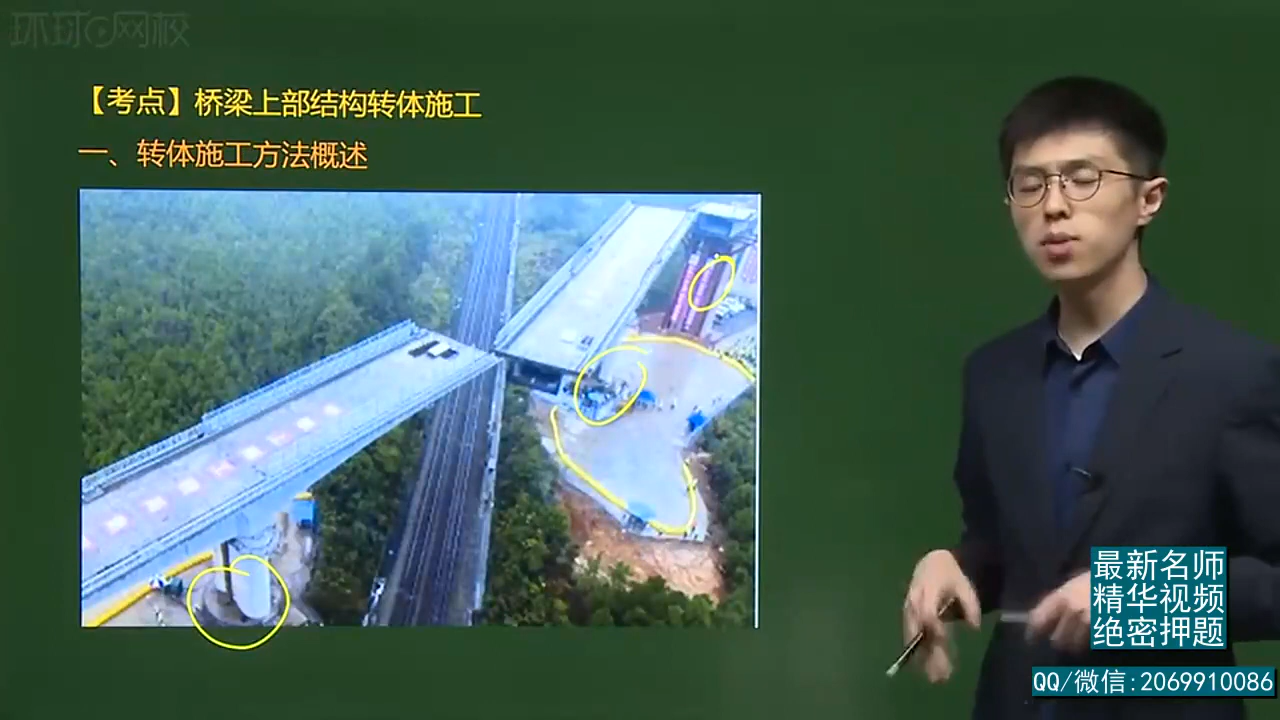 环球网校
【考点】桥梁上部结构转体施工
一、转体施工方法概述
最新名师
精华视频
绝密押题
QQ/微信:2069910086